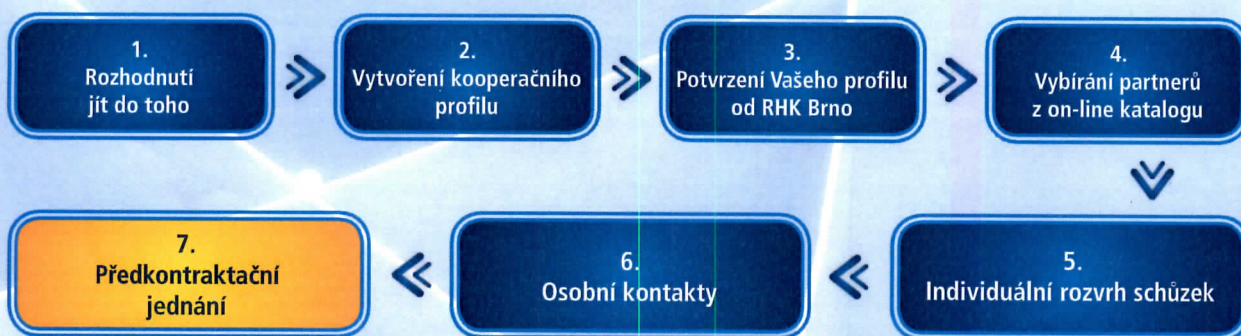 1.
Rozhodnutí
jít do toho
2.
Vytvoření kooperačního
profilu
3.
Potvrzení Vašeho profilu
od RHK Brno
4.
Vybírání partnerů
z on-line katalogu
5.
Individuální rozvrh schůzek
6.
Osobní kontakty
7.
Předkontraktační
jednání